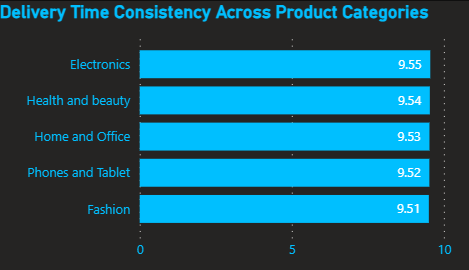 Delivery Time Consistency Across Product Categories
Electronics 9.55
Health and beauty 9.54
Home and Office 9.53
Phones and Tablet 9.52
Fashion 9.51
0 5 10